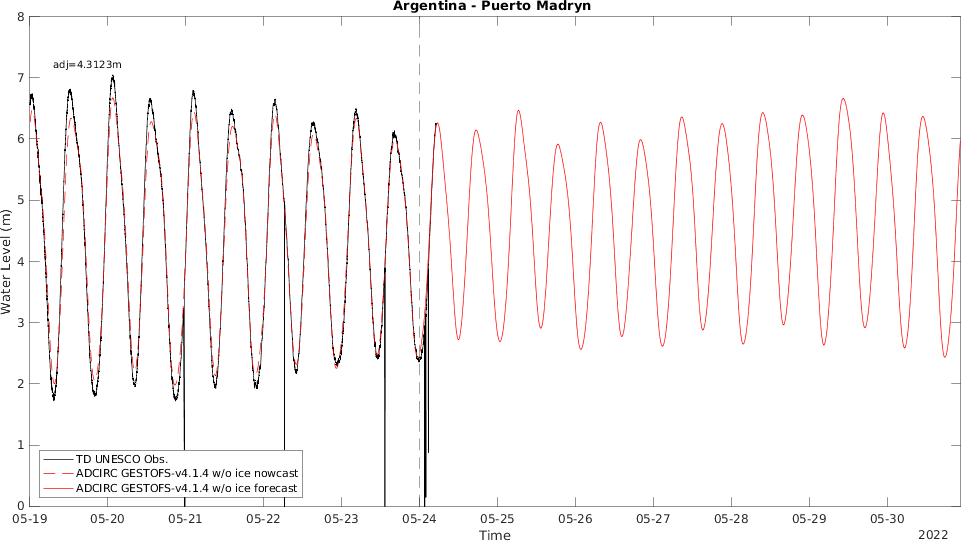 Argentina - Puerto Madryn
8
adj=4.3123m
7
6
5
4
3
2
1
0
Water Level (m)
TD UNESCO Obs.
ADCIRC GESTOFS-v4.1.4 w/o ice nowcast
ADCIRC GESTOFS-v4.1.4 w/o ice forecast
05-19 05-20 05-21 05-22 05-23 05-24 05-25 05-26 05-27 05-28 05-29 05-30
Time
2022